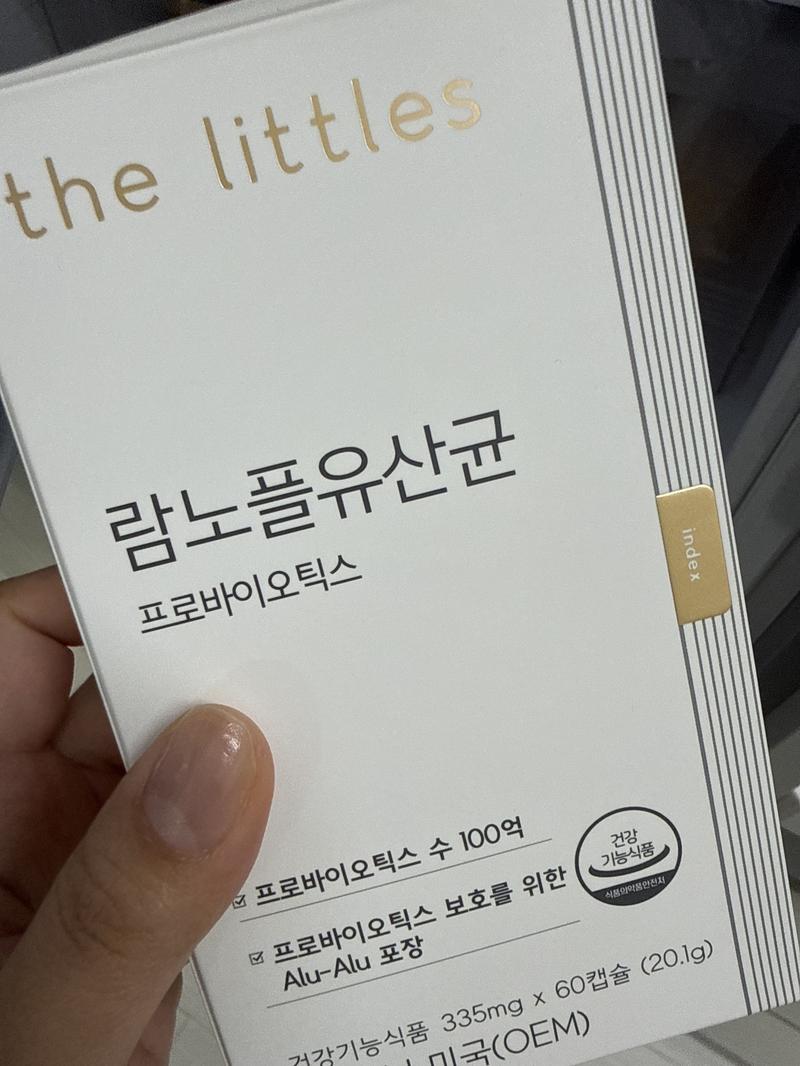 the littles
람노플유산균
프로바이오틱스
index
프로바이오틱스 수 100억
프로바이오틱스 보호를 위한
Alu-Alu 포장
건강
기능식품
식품의약품안전처
건강기능식품 335mg x 60캡슐 (20.1g)
미국(OEM)